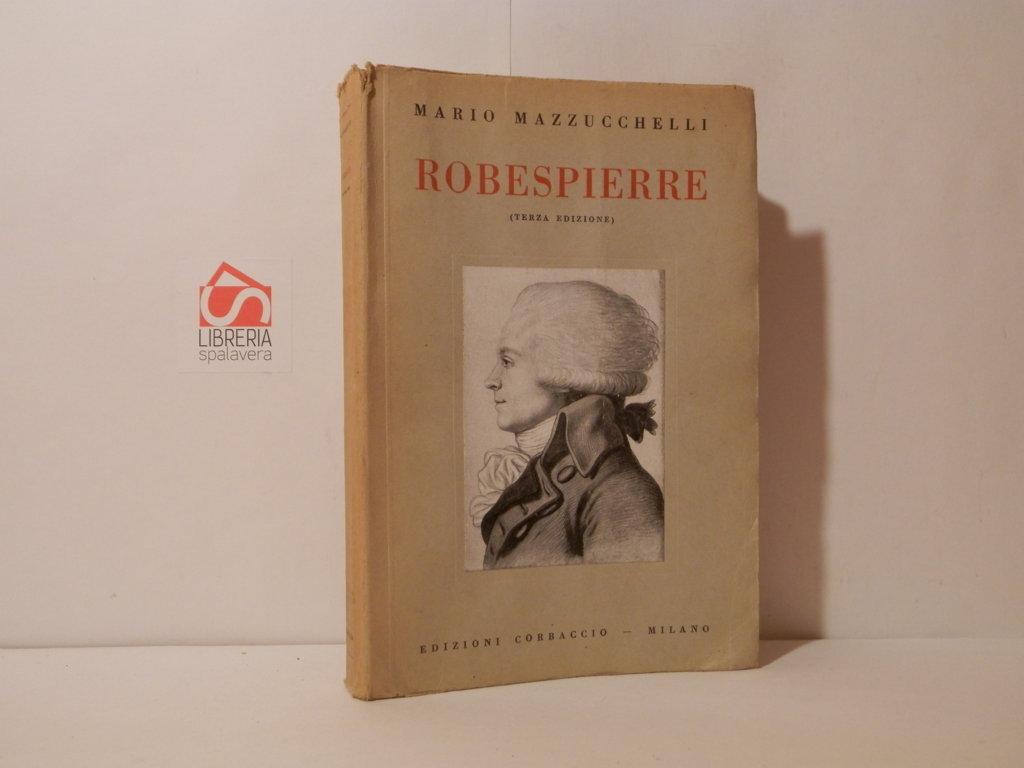 MARIO MAZZUCCHELLI
ROBESPIERRE
(TERZA EDIZIONE)
LIBRERIA
spalavera
EDIZIONI CORBACCIO — MILANO